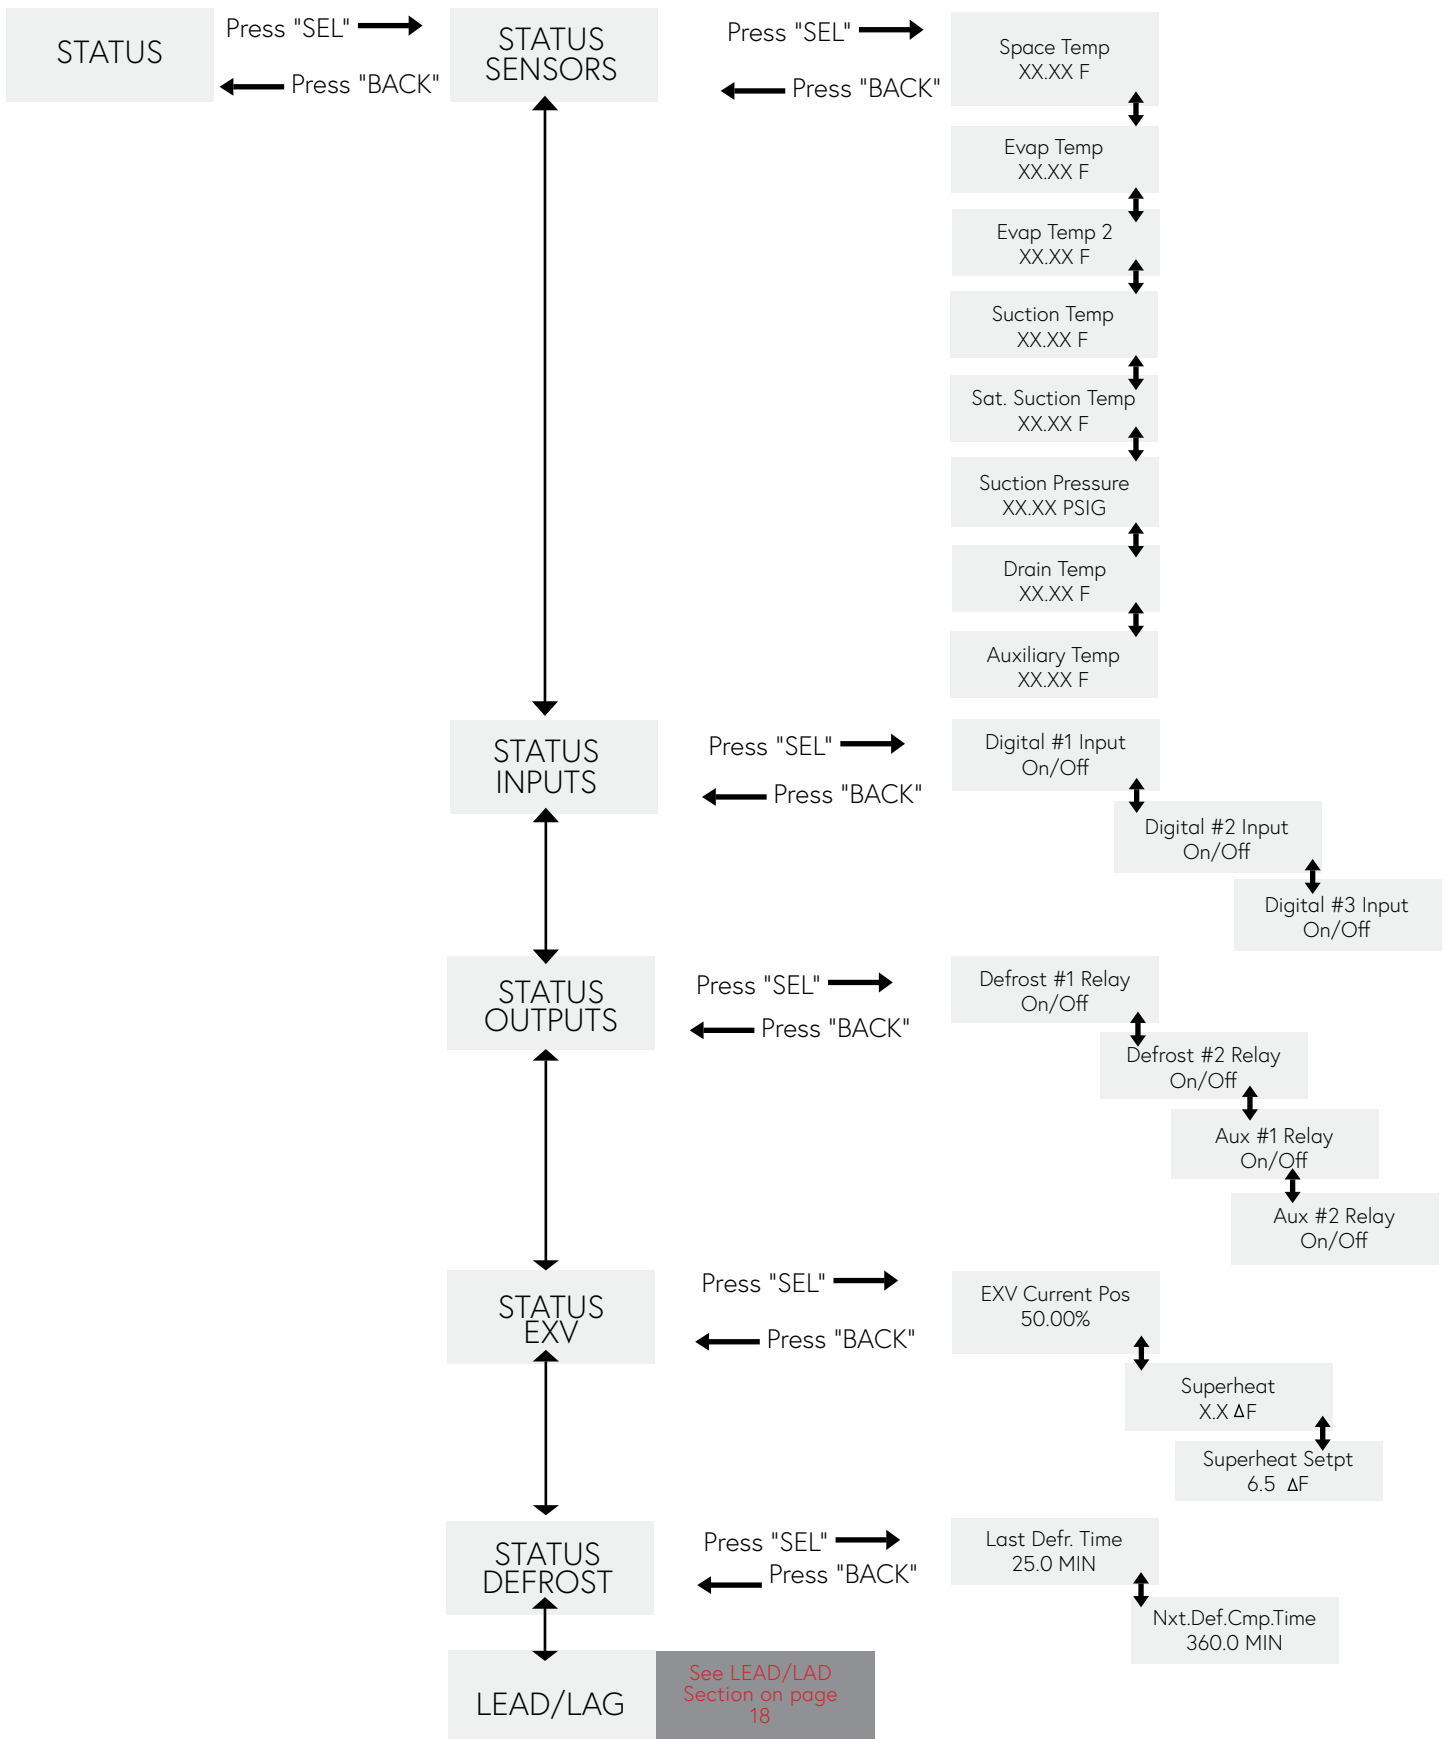 STATUS
Press "SEL"
Press "BACK"
STATUS
SENSORS
Press "SEL"
Press "BACK"
Space Temp
XX.XX F
Evap Temp
XX.XX F
Evap Temp 2
XX.XX F
Suction Temp
XX.XX F
Sat. Suction Temp
XX.XX F
Suction Pressure
XX.XX PSIG
Drain Temp
XX.XX F
Auxiliary Temp
XX.XX F
STATUS
INPUTS
Press "SEL"
Press "BACK"
Digital #1 Input
On/Off
Digital #2 Input
On/Off
Digital #3 Input
On/Off
STATUS
OUTPUTS
Press "SEL"
Press "BACK"
Defrost #1 Relay
On/Off
Defrost #2 Relay
On/Off
Aux #1 Relay
On/Off
Aux #2 Relay
On/Off
STATUS
EXV
Press "SEL"
Press "BACK"
EXV Current Pos
50.00%
Superheat
X.X ΔF
Superheat Setpt
6.5 ΔF
STATUS
DEFROST
Press "SEL"
Press "BACK"
Last Defr. Time
25.0 MIN
Nxt.Def.Cmp.Time
360.0 MIN
LEAD/LAG
See LEAD/LAD
Section on page
18